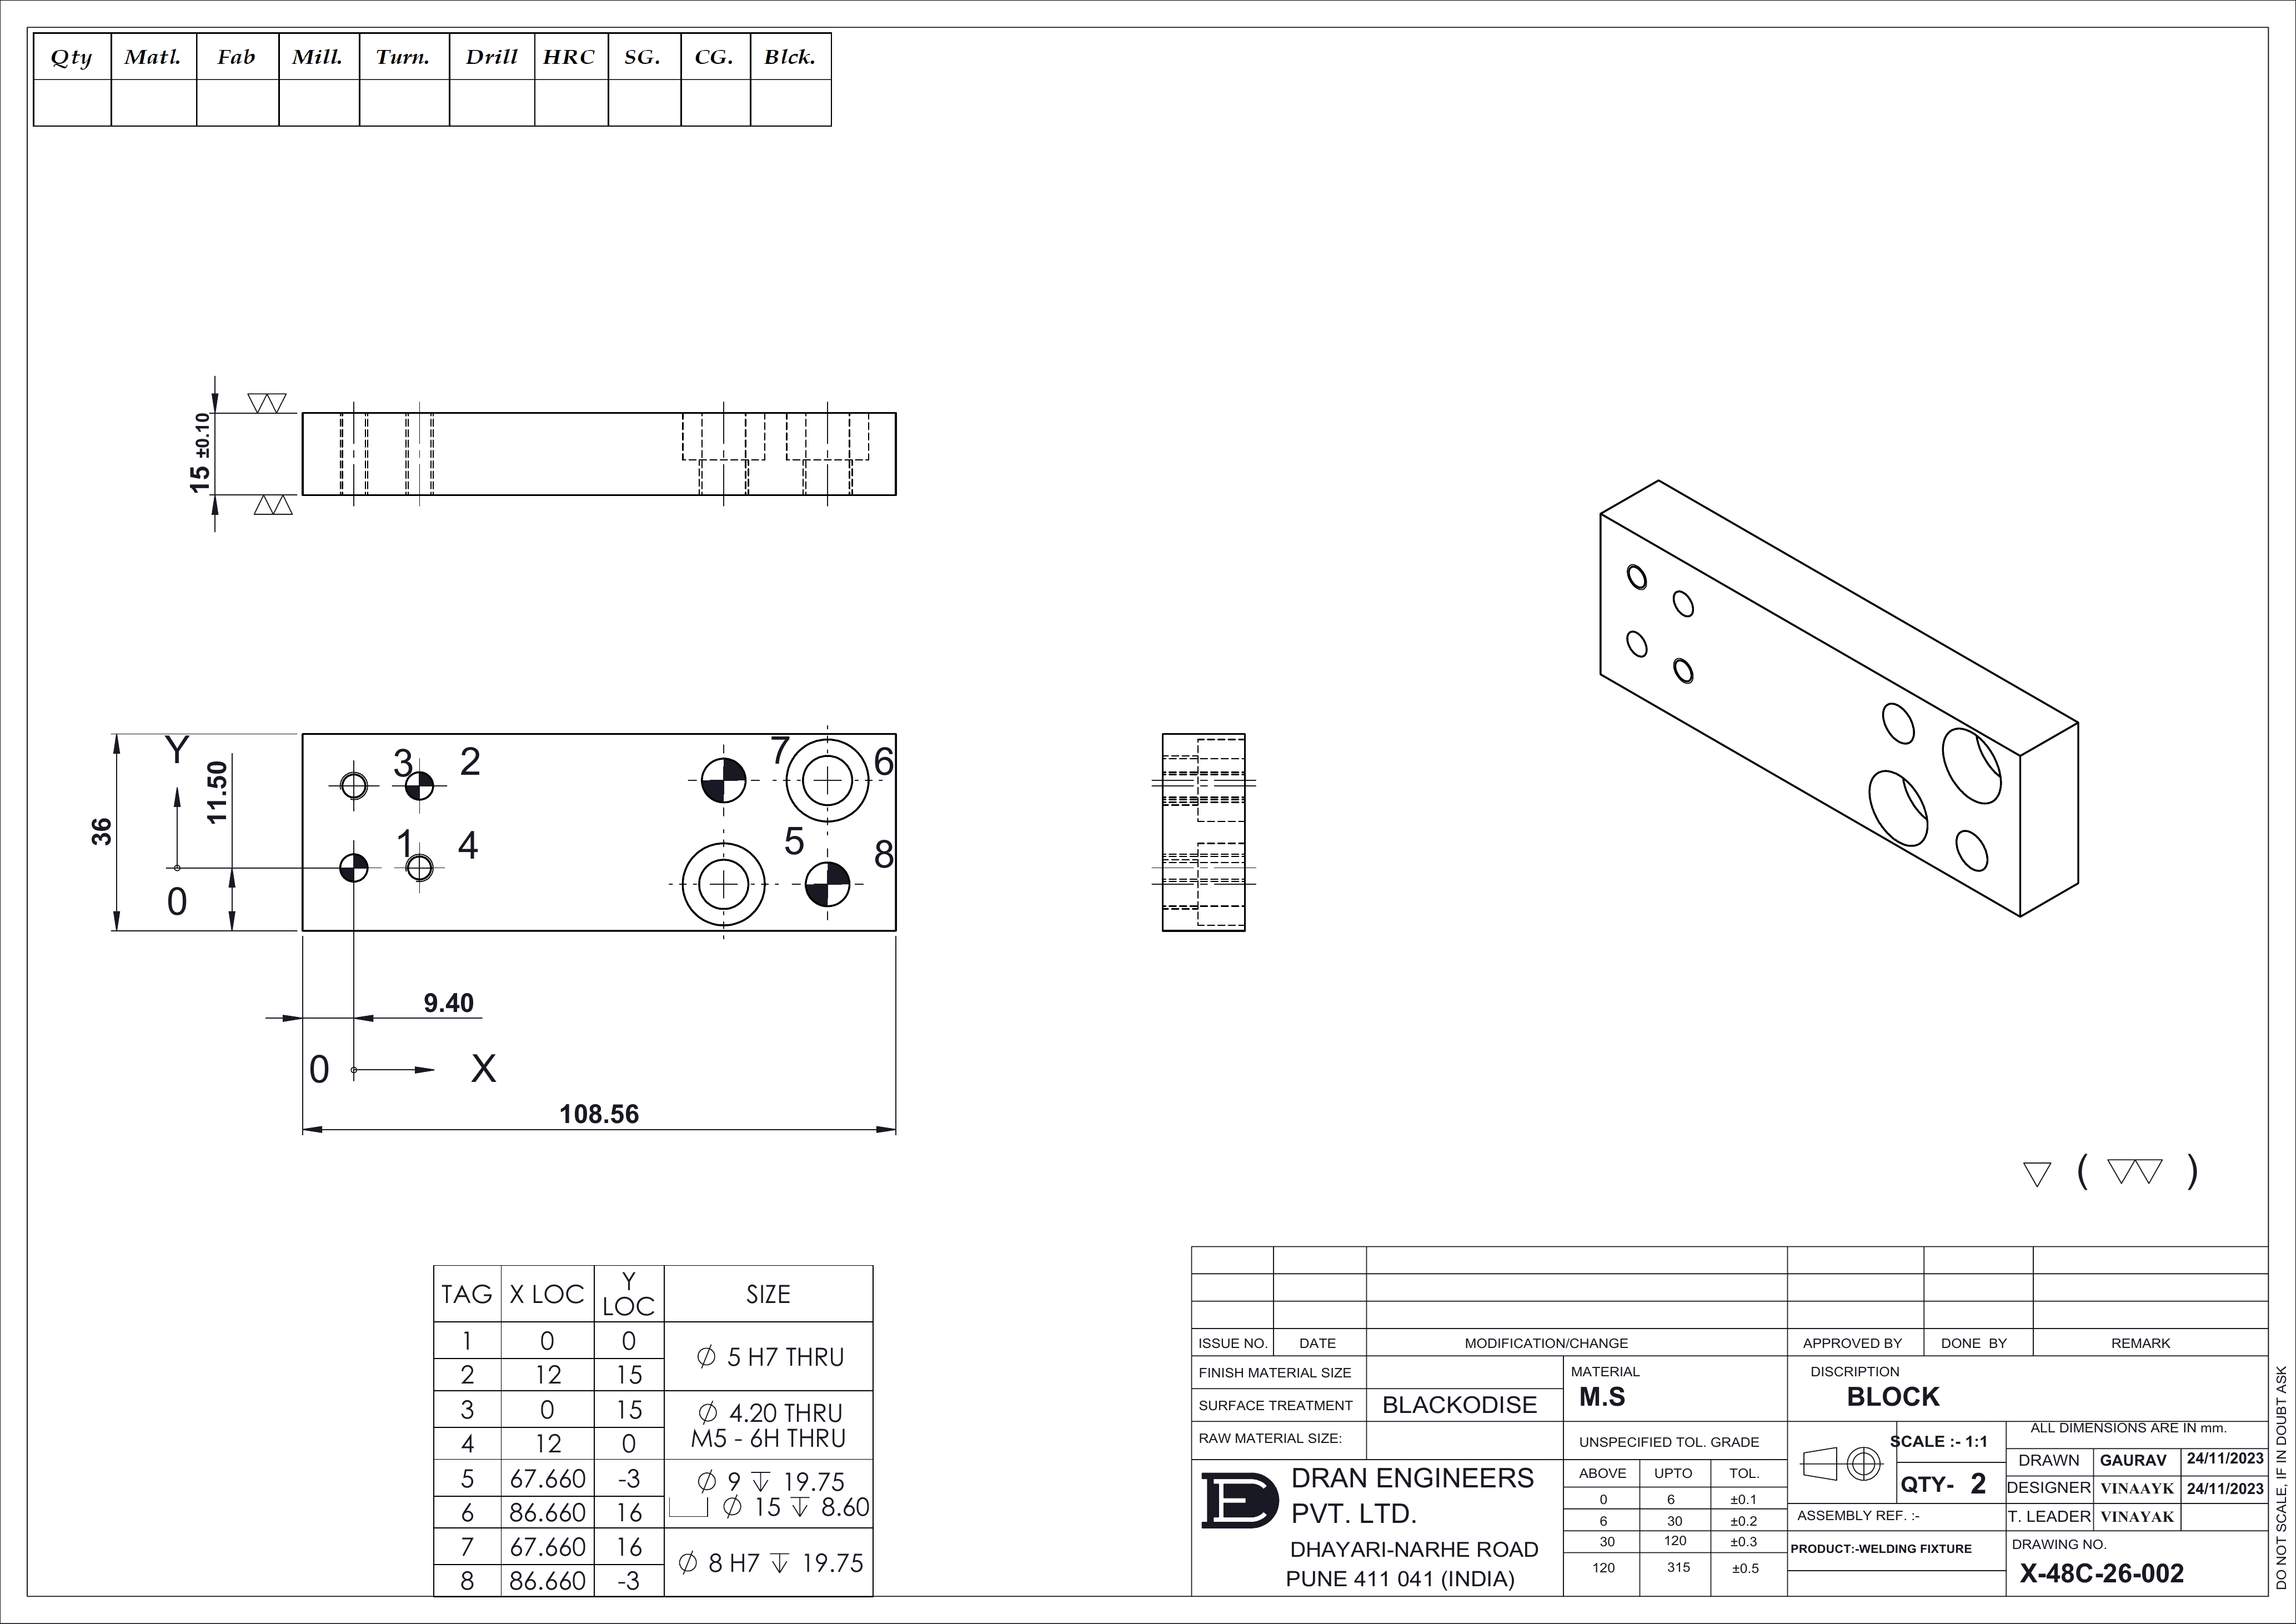 Qty Matl. Fab Mill. Turn. Drill HRC SG. CG. Blck.
15 ±0.10
36
Y
11.50
0
3 2
1 4
7 6
5 8
9.40
0 X
108.56
( )
TAG X LOC Y LOC SIZE
1 0 0 ∅ 5 H7 THRU
2 12 15
3 0 15 ∅ 4.20 THRU
4 12 0 M5 - 6H THRU
5 67.660 -3 ∅ 9 ↧ 19.75
6 86.660 16 ⌴ ∅ 15 ↧ 8.60
7 67.660 16 ∅ 8 H7 ↧ 19.75
8 86.660 -3
ISSUE NO. DATE MODIFICATION/CHANGE APPROVED BY DONE BY REMARK
FINISH MATERIAL SIZE
SURFACE TREATMENT BLACKODISE
RAW MATERIAL SIZE:
MATERIAL
M.S
DISCRIPTION
BLOCK
UNSPECIFIED TOL. GRADE
ABOVE UPTO TOL.
0 6 ±0.1
6 30 ±0.2
30 120 ±0.3
120 315 ±0.5
DRAN ENGINEERS
PVT. LTD.
DHAYARI-NARHE ROAD
PUNE 411 041 (INDIA)
SCALE :- 1:1
QTY- 2
ALL DIMENSIONS ARE IN mm.
DRAWN GAURAV 24/11/2023
DESIGNER VINAAYK 24/11/2023
T. LEADER VINAYAK
ASSEMBLY REF. :-
PRODUCT:-WELDING FIXTURE
DRAWING NO.
X-48C-26-002
DO NOT SCALE, IF IN DOUBT ASK